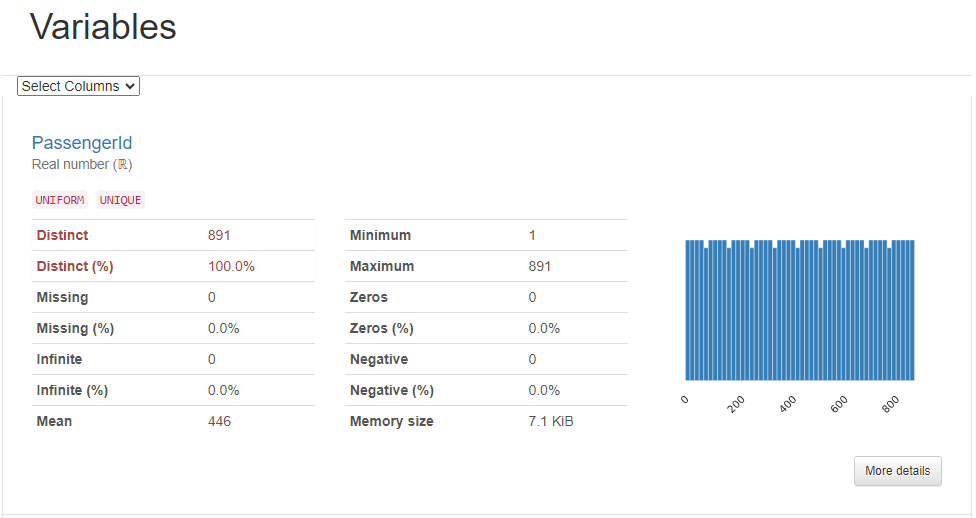 Variables
Select Columns
PassengerId
Real number (ℝ)
UNIFORM UNIQUE
Distinct 891
Distinct (%) 100.0%
Missing 0
Missing (%) 0.0%
Infinite 0
Infinite (%) 0.0%
Mean 446
Minimum 1
Maximum 891
Zeros 0
Zeros (%) 0.0%
Negative 0
Negative (%) 0.0%
Memory size 7.1 KiB
0 200 400 600 800
More details